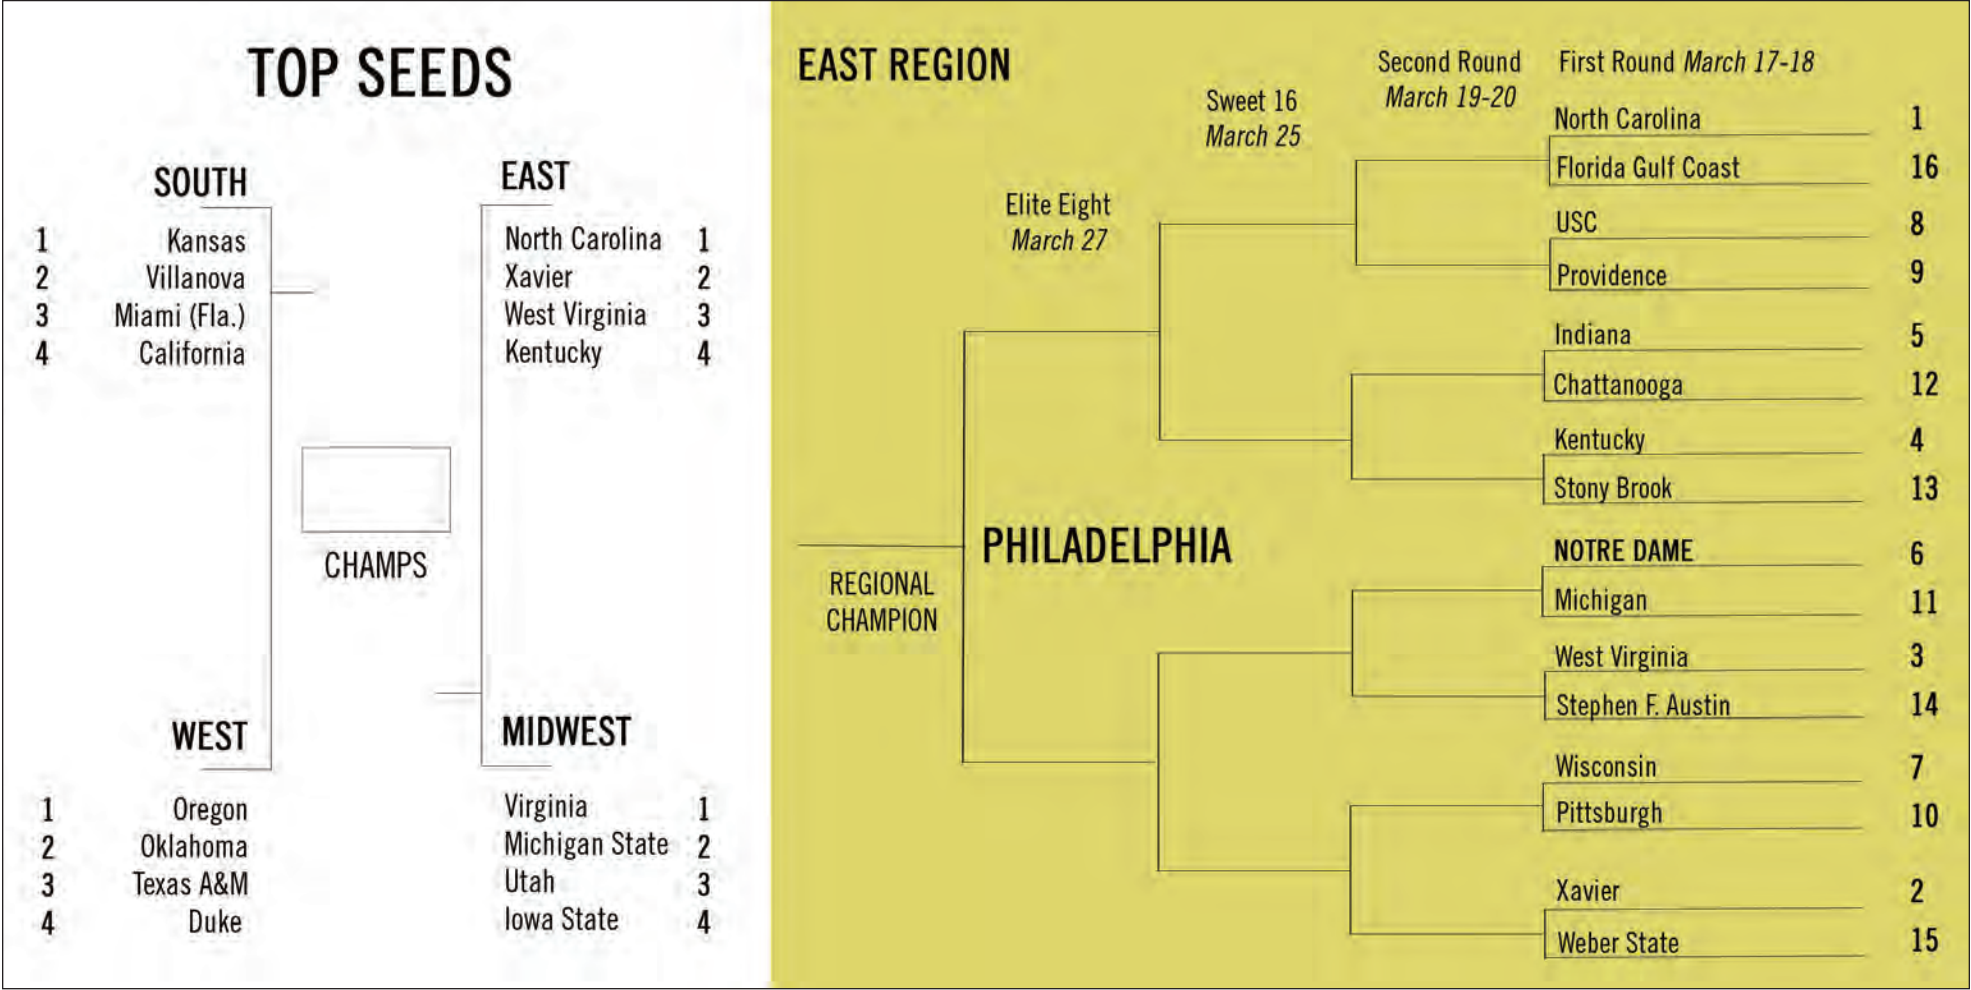 TOP SEEDS
SOUTH
1 Kansas
2 Villanova
3 Miami (Fla.)
4 California
EAST
North Carolina 1
Xavier 2
West Virginia 3
Kentucky 4
CHAMPS
WEST
1 Oregon
2 Oklahoma
3 Texas A&M
4 Duke
MIDWEST
Virginia 1
Michigan State 2
Utah 3
Iowa State 4
EAST REGION
Elite Eight
March 27
Sweet 16
March 25
Second Round
March 19-20
First Round March 17-18
North Carolina 1
Florida Gulf Coast 16
USC 8
Providence 9
Indiana 5
Chattanooga 12
Kentucky 4
Stony Brook 13
PHILADELPHIA
REGIONAL
CHAMPION
NOTRE DAME 6
Michigan 11
West Virginia 3
Stephen F. Austin 14
Wisconsin 7
Pittsburgh 10
Xavier 2
Weber State 15